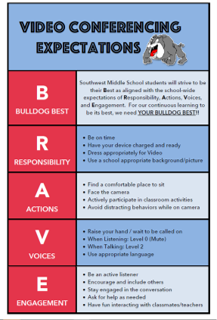 VIDEO CONFERENCING
EXPECTATIONS
B
BULLDOG BEST
Southwest Middle School students will strive to be
their Best as aligned with the school-wide
expectations of Responsibility, Actions, Voices,
and Engagement. For our continuous learning to
be its best, we need YOUR BULLDOG BEST!!
R
RESPONSIBILITY
• Be on time
• Have your device charged and ready
• Dress appropriately for Video
• Use a school appropriate background/picture
A
ACTIONS
• Find a comfortable place to sit
• Face the camera
• Actively participate in classroom activities
• Avoid distracting behaviors while on camera
V
VOICES
• Raise your hand / wait to be called on
• When Listening: Level 0 (Mute)
• When Talking: Level 2
• Use appropriate language
E
ENGAGEMENT
• Be an active listener
• Encourage and include others
• Stay engaged in the conversation
• Ask for help as needed
• Have fun interacting with classmates/teachers